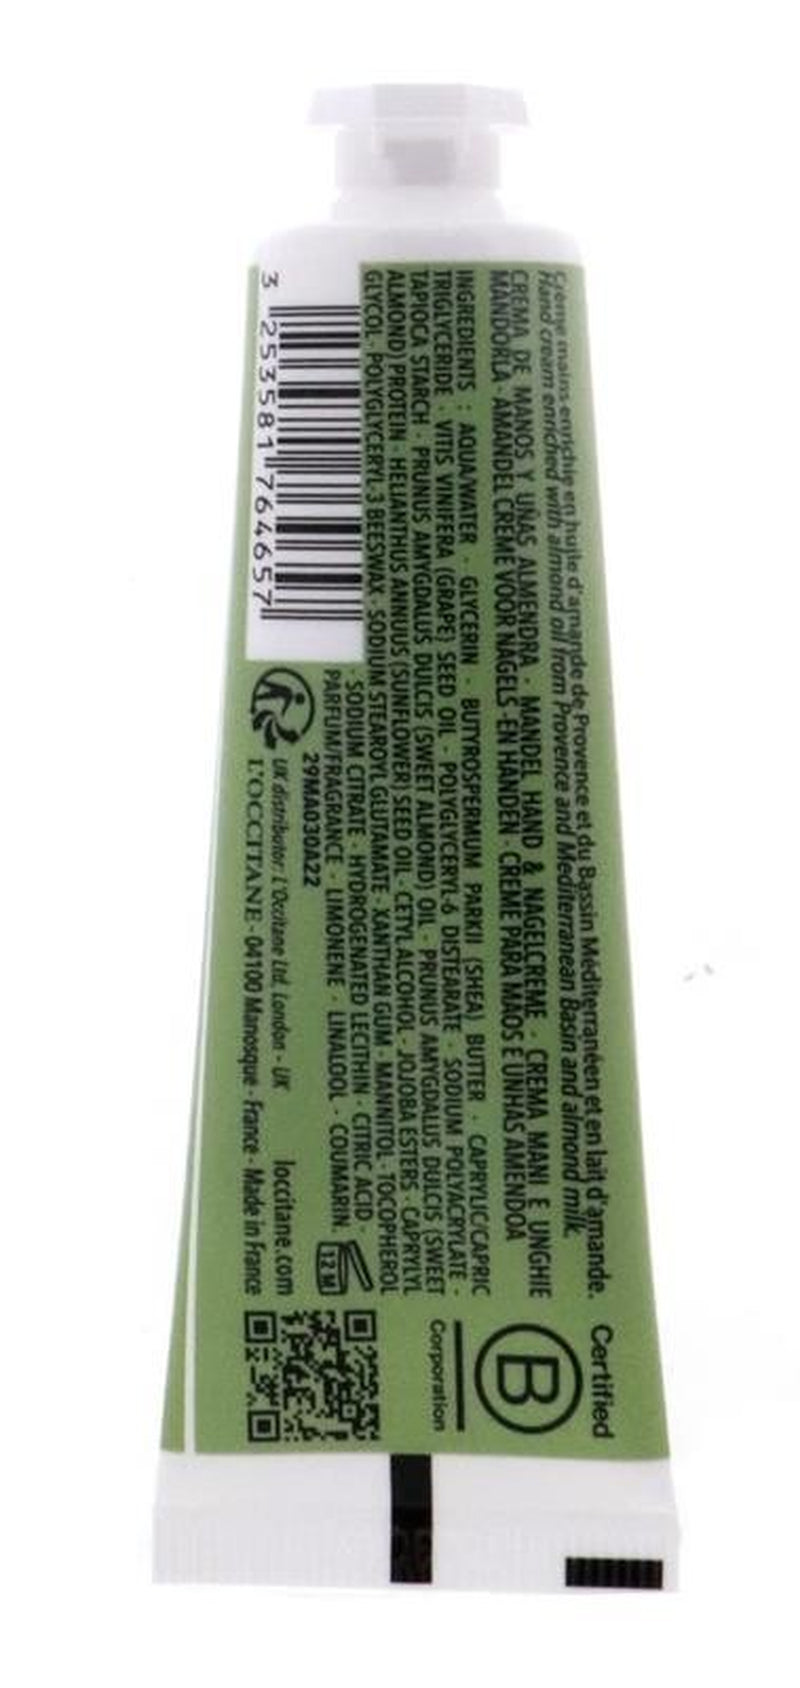 Crème mains enrichie en huile d'amande de Provence et du Bassin Méditerranéen et en lait d'amande.
Hand cream enriched with almond oil from Provence and Mediterranean Basin and almond milk.
CREMA DE MANOS Y UÑAS ALMENDRA · MANDEL HAND & NAGELCREME · CREMA MANI E UNGHIE
MANDORLA · AMANDEL CRÈME VOOR NAGELS EN HANDEN · CREME PARA MÃOS E UNHAS AMÊNDOA
INGREDIENTS : AQUA/WATER · GLYCERIN · BUTYROSPERMUM PARKII (SHEA) BUTTER · CAPRYLIC/CAPRIC
TRIGLYCERIDE · VITIS VINIFERA (GRAPE) SEED OIL · POLYGLYCERYL-6 DISTEARATE · SODIUM POLYACRYLATE ·
TAPIOCA STARCH · PRUNUS AMYGDALUS DULCIS (SWEET ALMOND) OIL · PRUNUS AMYGDALUS DULCIS (SWEET
ALMOND) PROTEIN · HELIANTHUS ANNUUS (SUNFLOWER) SEED OIL · CETYL ALCOHOL · JOJOBA ESTERS · CAPRYLYL
GLYCOL · POLYGLYCERYL-3 BEESWAX · SODIUM STEAROYL GLUTAMATE · XANTHAN GUM · MANNITOL · TOCOPHEROL
· SODIUM CITRATE · HYDROGENATED LECITHIN · CITRIC ACID ·
PARFUM/FRAGRANCE · LIMONENE · LINALOOL · COUMARIN.
29MA030A22
12 M
UK distributor: L'Occitane Ltd, London - UK
loccitane.com
L'OCCITANE - 04100 Manosque - France - Made in France
3 253581 764657
Certified
B
Corporation